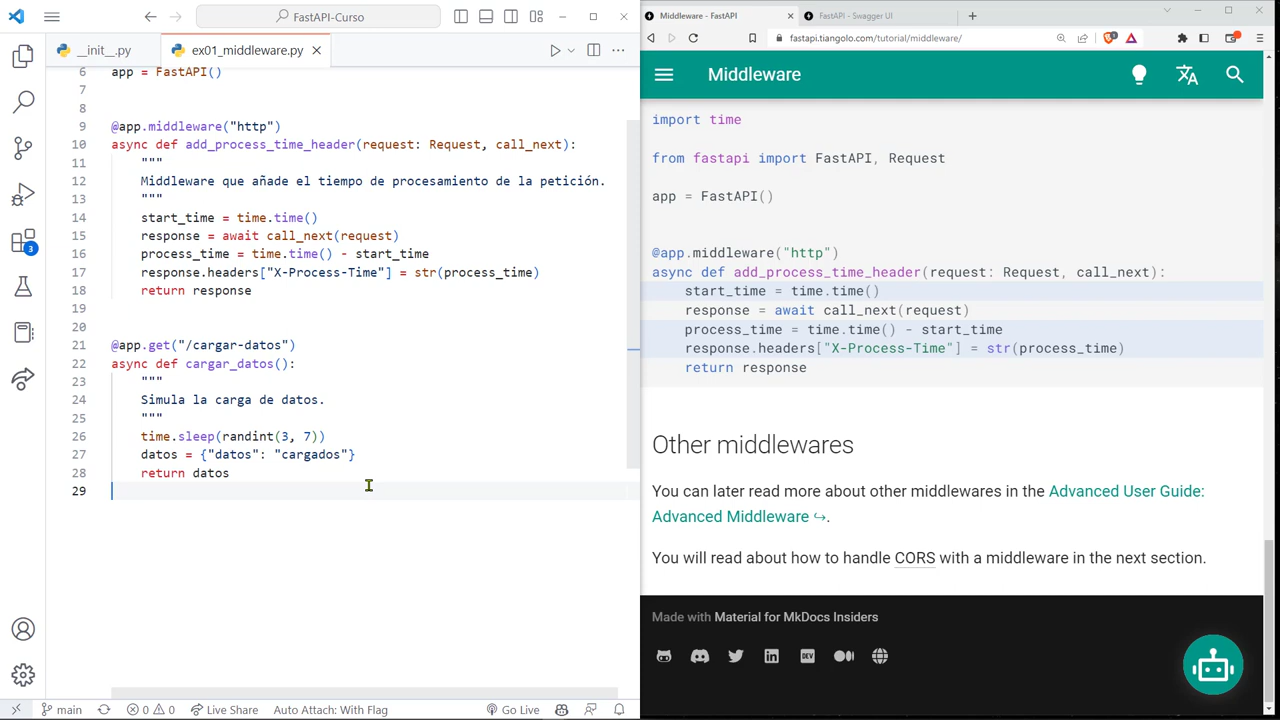 FastAPI-Curso
__init__.py
ex01_middleware.py
6 app = FastAPI()
7
8
9 @app.middleware("http")
10 async def add_process_time_header(request: Request, call_next):
11 """
12 Middleware que añade el tiempo de procesamiento de la petición.
13 """
14 start_time = time.time()
15 response = await call_next(request)
16 process_time = time.time() - start_time
17 response.headers["X-Process-Time"] = str(process_time)
18 return response
19
20
21 @app.get("/cargar-datos")
22 async def cargar_datos():
23 """
24 Simula la carga de datos.
25 """
26 time.sleep(randint(3, 7))
27 datos = {"datos": "cargados"}
28 return datos
29
3
main
0 0
Live Share
Auto Attach: With Flag
Go Live
Middleware - FastAPI
FastAPI - Swagger UI
fastapi.tiangolo.com/tutorial/middleware/
Middleware
import time
from fastapi import FastAPI, Request
app = FastAPI()
@app.middleware("http")
async def add_process_time_header(request: Request, call_next):
start_time = time.time()
response = await call_next(request)
process_time = time.time() - start_time
response.headers["X-Process-Time"] = str(process_time)
return response
Other middlewares
You can later read more about other middlewares in the Advanced User Guide:
Advanced Middleware ↪.
You will read about how to handle CORS with a middleware in the next section.
Made with Material for MkDocs Insiders
DEV